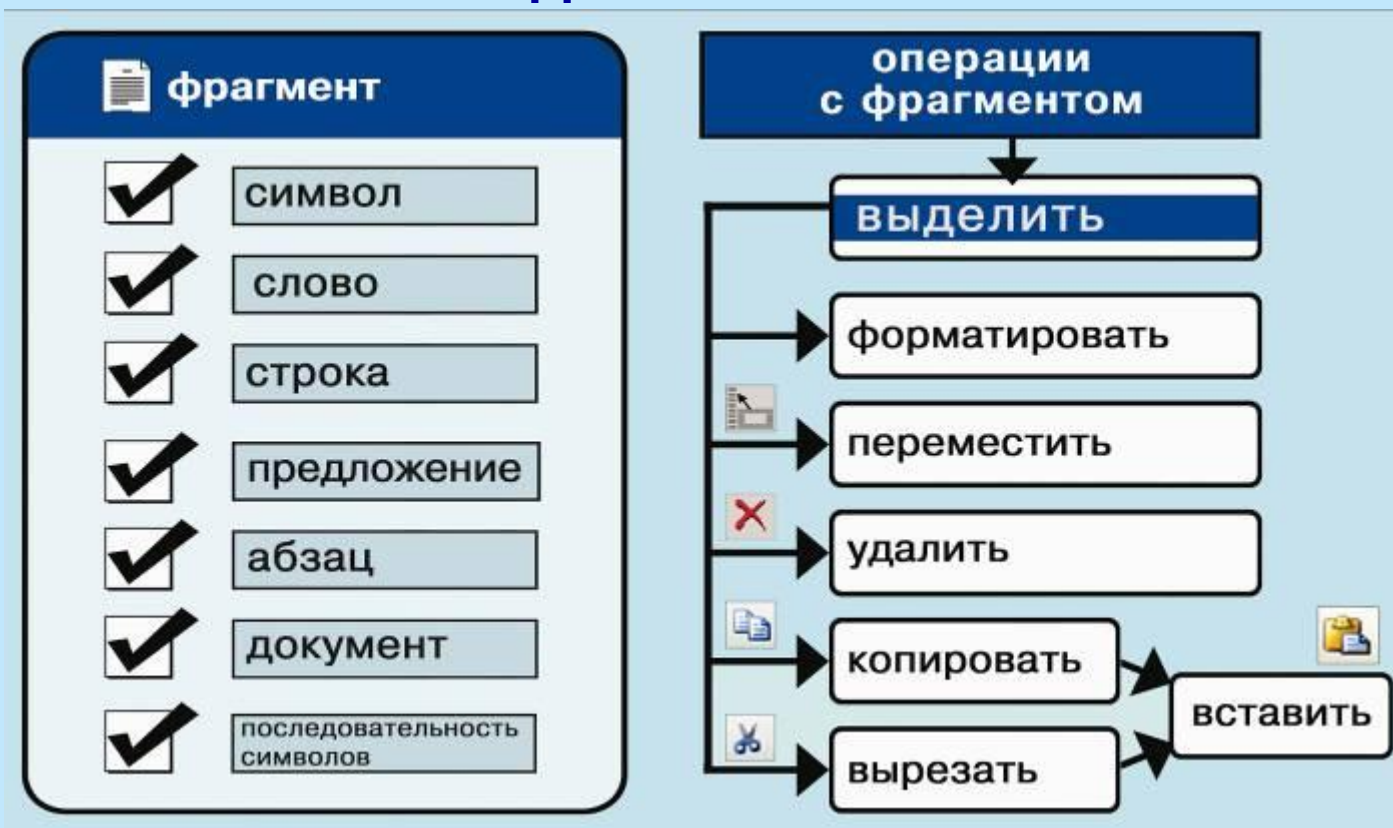 фрагмент
символ
слово
строка
предложение
абзац
документ
последовательность
символов
операции
с фрагментом
выделить
форматировать
переместить
удалить
копировать
вставить
вырезать